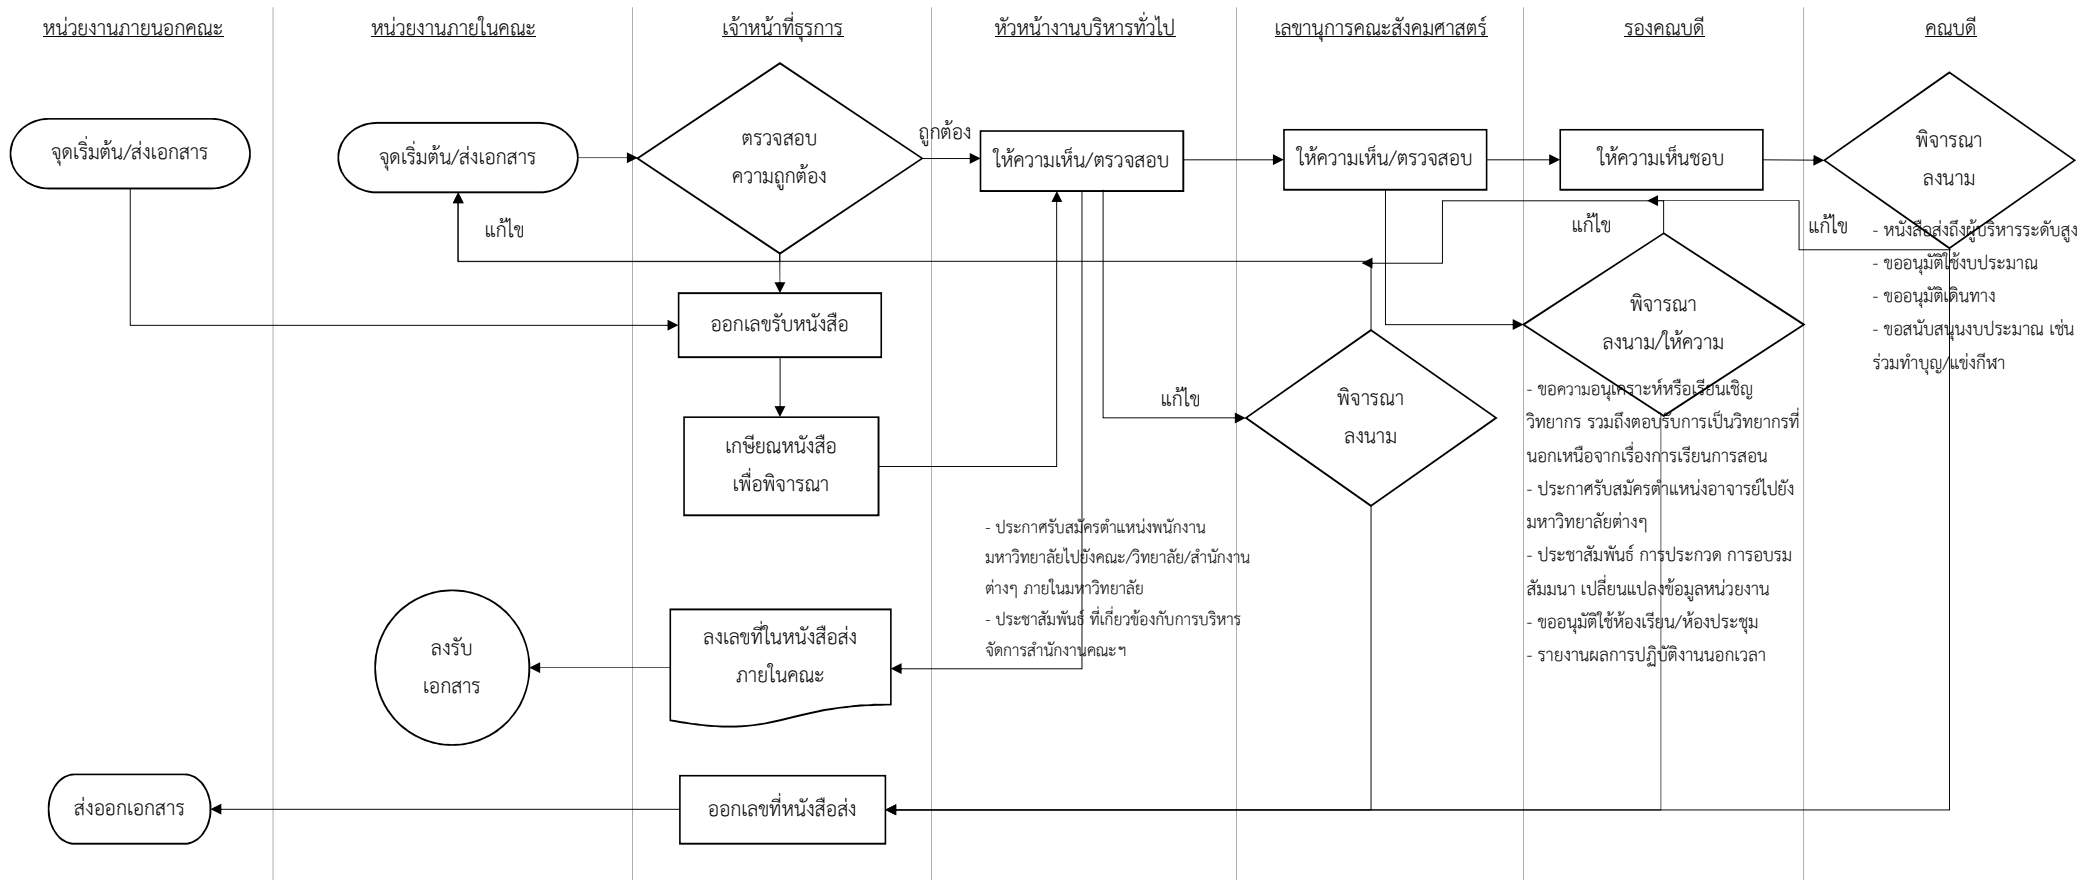 หน่วยงานภายนอกคณะ
หน่วยงานภายในคณะ
เจ้าหน้าที่ธุรการ
หัวหน้างานบริหารทั่วไป
เลขานุการคณะสังคมศาสตร์
รองคณบดี
คณบดี
จุดเริ่มต้น/ส่งเอกสาร
จุดเริ่มต้น/ส่งเอกสาร
ตรวจสอบ
ความถูกต้อง
ถูกต้อง
ให้ความเห็น/ตรวจสอบ
ให้ความเห็น/ตรวจสอบ
ให้ความเห็นชอบ
พิจารณา
ลงนาม
แก้ไข
แก้ไข
แก้ไข
- หนังสือส่งถึงผู้บริหารระดับสูง
- ขออนุมัติใช้งบประมาณ
- ขออนุมัติเดินทาง
- ขอสนับสนุนงบประมาณ เช่น
ร่วมทำบุญ/แข่งกีฬา
ออกเลขรับหนังสือ
พิจารณา
ลงนาม/ให้ความ
- ขอความอนุเคราะห์หรือเรียนเชิญ
วิทยากร รวมถึงตอบรับการเป็นวิทยากรที่
นอกเหนือจากเรื่องการเรียนการสอน
- ประกาศรับสมัครตำแหน่งอาจารย์ไปยัง
มหาวิทยาลัยต่างๆ
- ประชาสัมพันธ์ การประกวด การอบรม
สัมมนา เปลี่ยนแปลงข้อมูลหน่วยงาน
- ขออนุมัติใช้ห้องเรียน/ห้องประชุม
- รายงานผลการปฏิบัติงานนอกเวลา
แก้ไข
พิจารณา
ลงนาม
เกษียณหนังสือ
เพื่อพิจารณา
- ประกาศรับสมัครตำแหน่งพนักงาน
มหาวิทยาลัยไปยังคณะ/วิทยาลัย/สำนักงาน
ต่างๆ ภายในมหาวิทยาลัย
- ประชาสัมพันธ์ ที่เกี่ยวข้องกับการบริหาร
จัดการสำนักงานคณะฯ
ลงรับ
เอกสาร
ลงเลขที่ในหนังสือส่ง
ภายในคณะ
ส่งออกเอกสาร
ออกเลขที่หนังสือส่ง